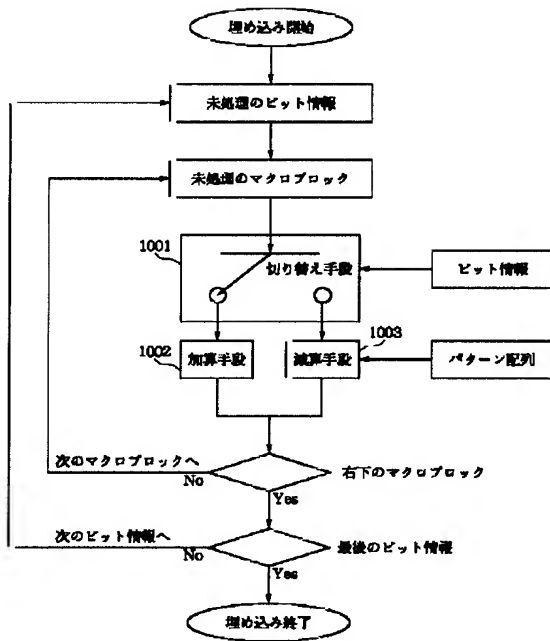 埋め込み開始
未処理のビット情報
未処理のマクロブロック
1001
切り替え手段
ビット情報
1002
加算手段
1003
減算手段
パターン配列
次のマクロブロックへ
No
右下のマクロブロック
Yes
次のビット情報へ
No
最後のビット情報
Yes
埋め込み終了